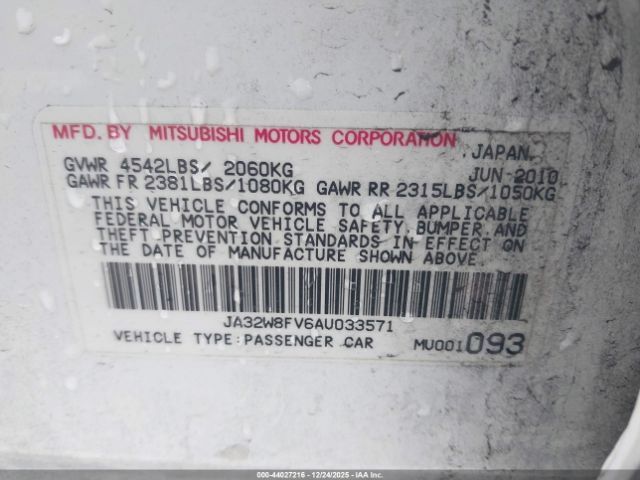 MFD. BY MITSUBISHI MOTORS CORPORATION
JAPAN.
GVWR 4542LBS/ 2060KG JUN-2010
GAWR FR 2381LBS/1080KG GAWR RR 2315LBS/1050KG
THIS VEHICLE CONFORMS TO ALL APPLICABLE
FEDERAL MOTOR VEHICLE SAFETY, BUMPER, AND
THEFT PREVENTION STANDARDS IN EFFECT ON
THE DATE OF MANUFACTURE SHOWN ABOVE.
JA32W8FV6AU033571
VEHICLE TYPE:PASSENGER CAR MU001093
000-44027216 - 12/24/2025 - IAAI.COM